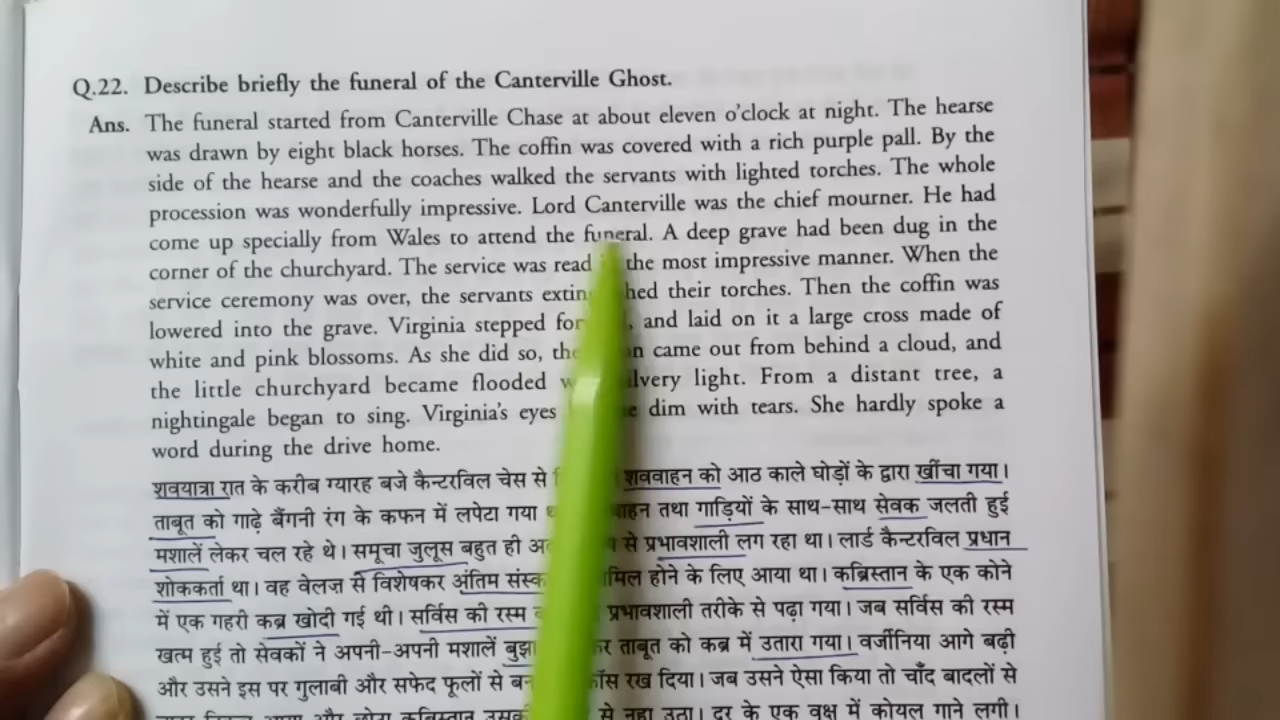 Q.22. Describe briefly the funeral of the Canterville Ghost.
Ans. The funeral started from Canterville Chase at about eleven o'clock at night. The hearse
was drawn by eight black horses. The coffin was covered with a rich purple pall. By the
side of the hearse and the coaches walked the servants with lighted torches. The whole
procession was wonderfully impressive. Lord Canterville was the chief mourner. He had
come up specially from Wales to attend the funeral. A deep grave had been dug in the
corner of the churchyard. The service was read the most impressive manner. When the
service ceremony was over, the servants their torches. Then the coffin was
lowered into the grave. Virginia stepped and laid on it a large cross made of
white and pink blossoms. As she did so, came out from behind a cloud, and
the little churchyard became flooded light. From a distant tree, a
nightingale began to sing. Virginia's eyes dim with tears. She hardly spoke a
word during the drive home.
शवयात्रा रात के करीब ग्यारह बजे कैन्टरविल चेस से शववाहन को आठ काले घोड़ों के द्वारा खींचा गया।
ताबूत को गाढ़े बैंगनी रंग के कफन में लपेटा गया तथा गाड़ियों के साथ-साथ सेवक जलती हुई
मशालें लेकर चल रहे थे। समूचा जुलूस बहुत ही से प्रभावशाली लग रहा था। लार्ड कैन्टरविल प्रधान
शोककर्ता था। वह वेलज़ से विशेषकर अंतिम होने के लिए आया था। कब्रिस्तान के एक कोने
में एक गहरी कब्र खोदी गई थी। सर्विस की रस्म प्रभावशाली तरीके से पढ़ा गया। जब सर्विस की रस्म
खत्म हुई तो सेवकों ने अपनी-अपनी मशालें ताबूत को कब्र में उतारा गया। वर्जीनिया आगे बढ़ी
और उसने इस पर गुलाबी और सफेद फूलों से रख दिया। जब उसने ऐसा किया तो चाँद बादलों से
से नहा उठा। दूर के एक वृक्ष में कोयल गाने लगी।